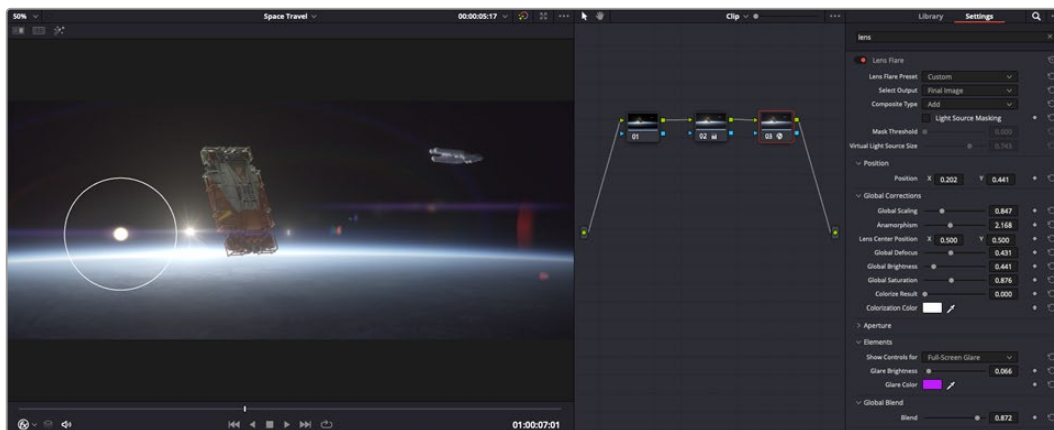 50%
Space Travel
00:00:05:17
Clip
Library Settings
lens
Lens Flare
Lens Flare Preset Custom
Select Output Final Image
Composite Type Add
Light Source Masking
Mask Threshold 0.000
Virtual Light Source Size 0.743
Position
Position X 0.202 Y 0.441
Global Corrections
Global Scaling 0.847
Anamorphism 2.168
Lens Center Position X 0.500 Y 0.500
Global Defocus 0.431
Global Brightness 0.441
Global Saturation 0.876
Colorize Result 0.000
Colorization Color
Aperture
Elements
Show Controls for Full-Screen Glare
Glare Brightness 0.066
Glare Color
Global Blend
Blend 0.872
01
02
03
fx
01:00:07:01